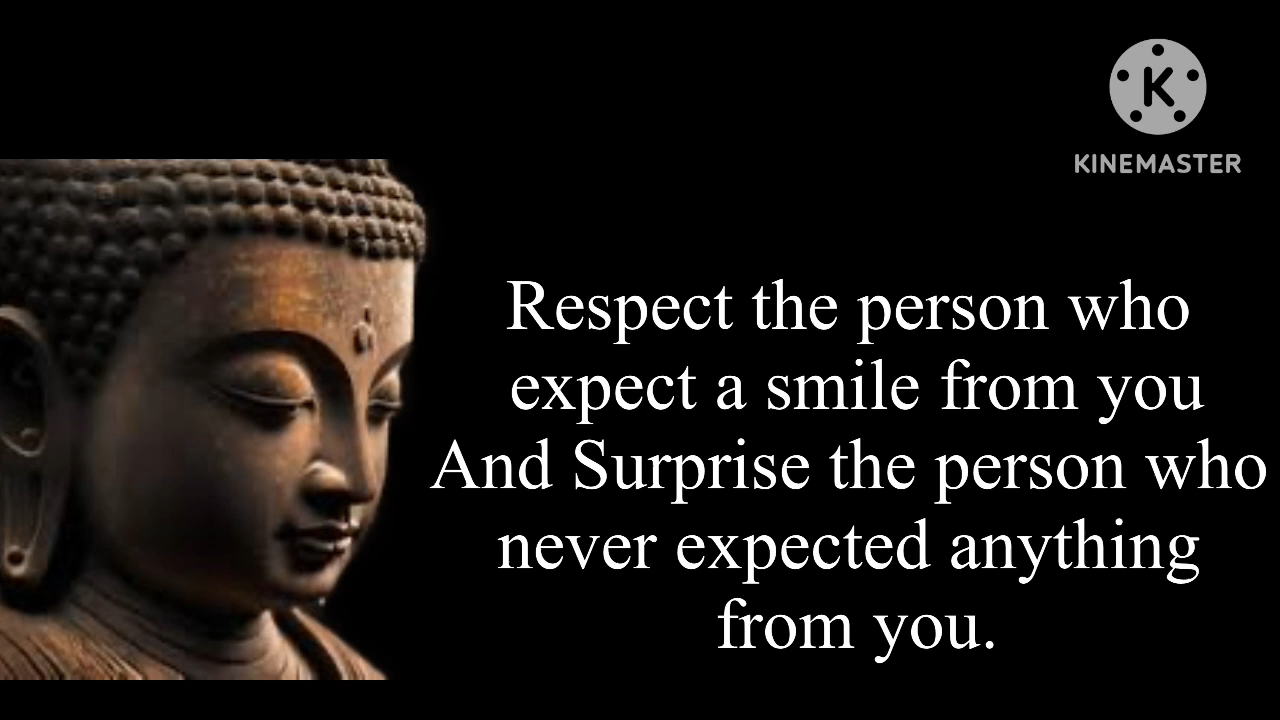 K
KINEMASTER
Respect the person who
expect a smile from you
And Surprise the person who
never expected anything
from you.